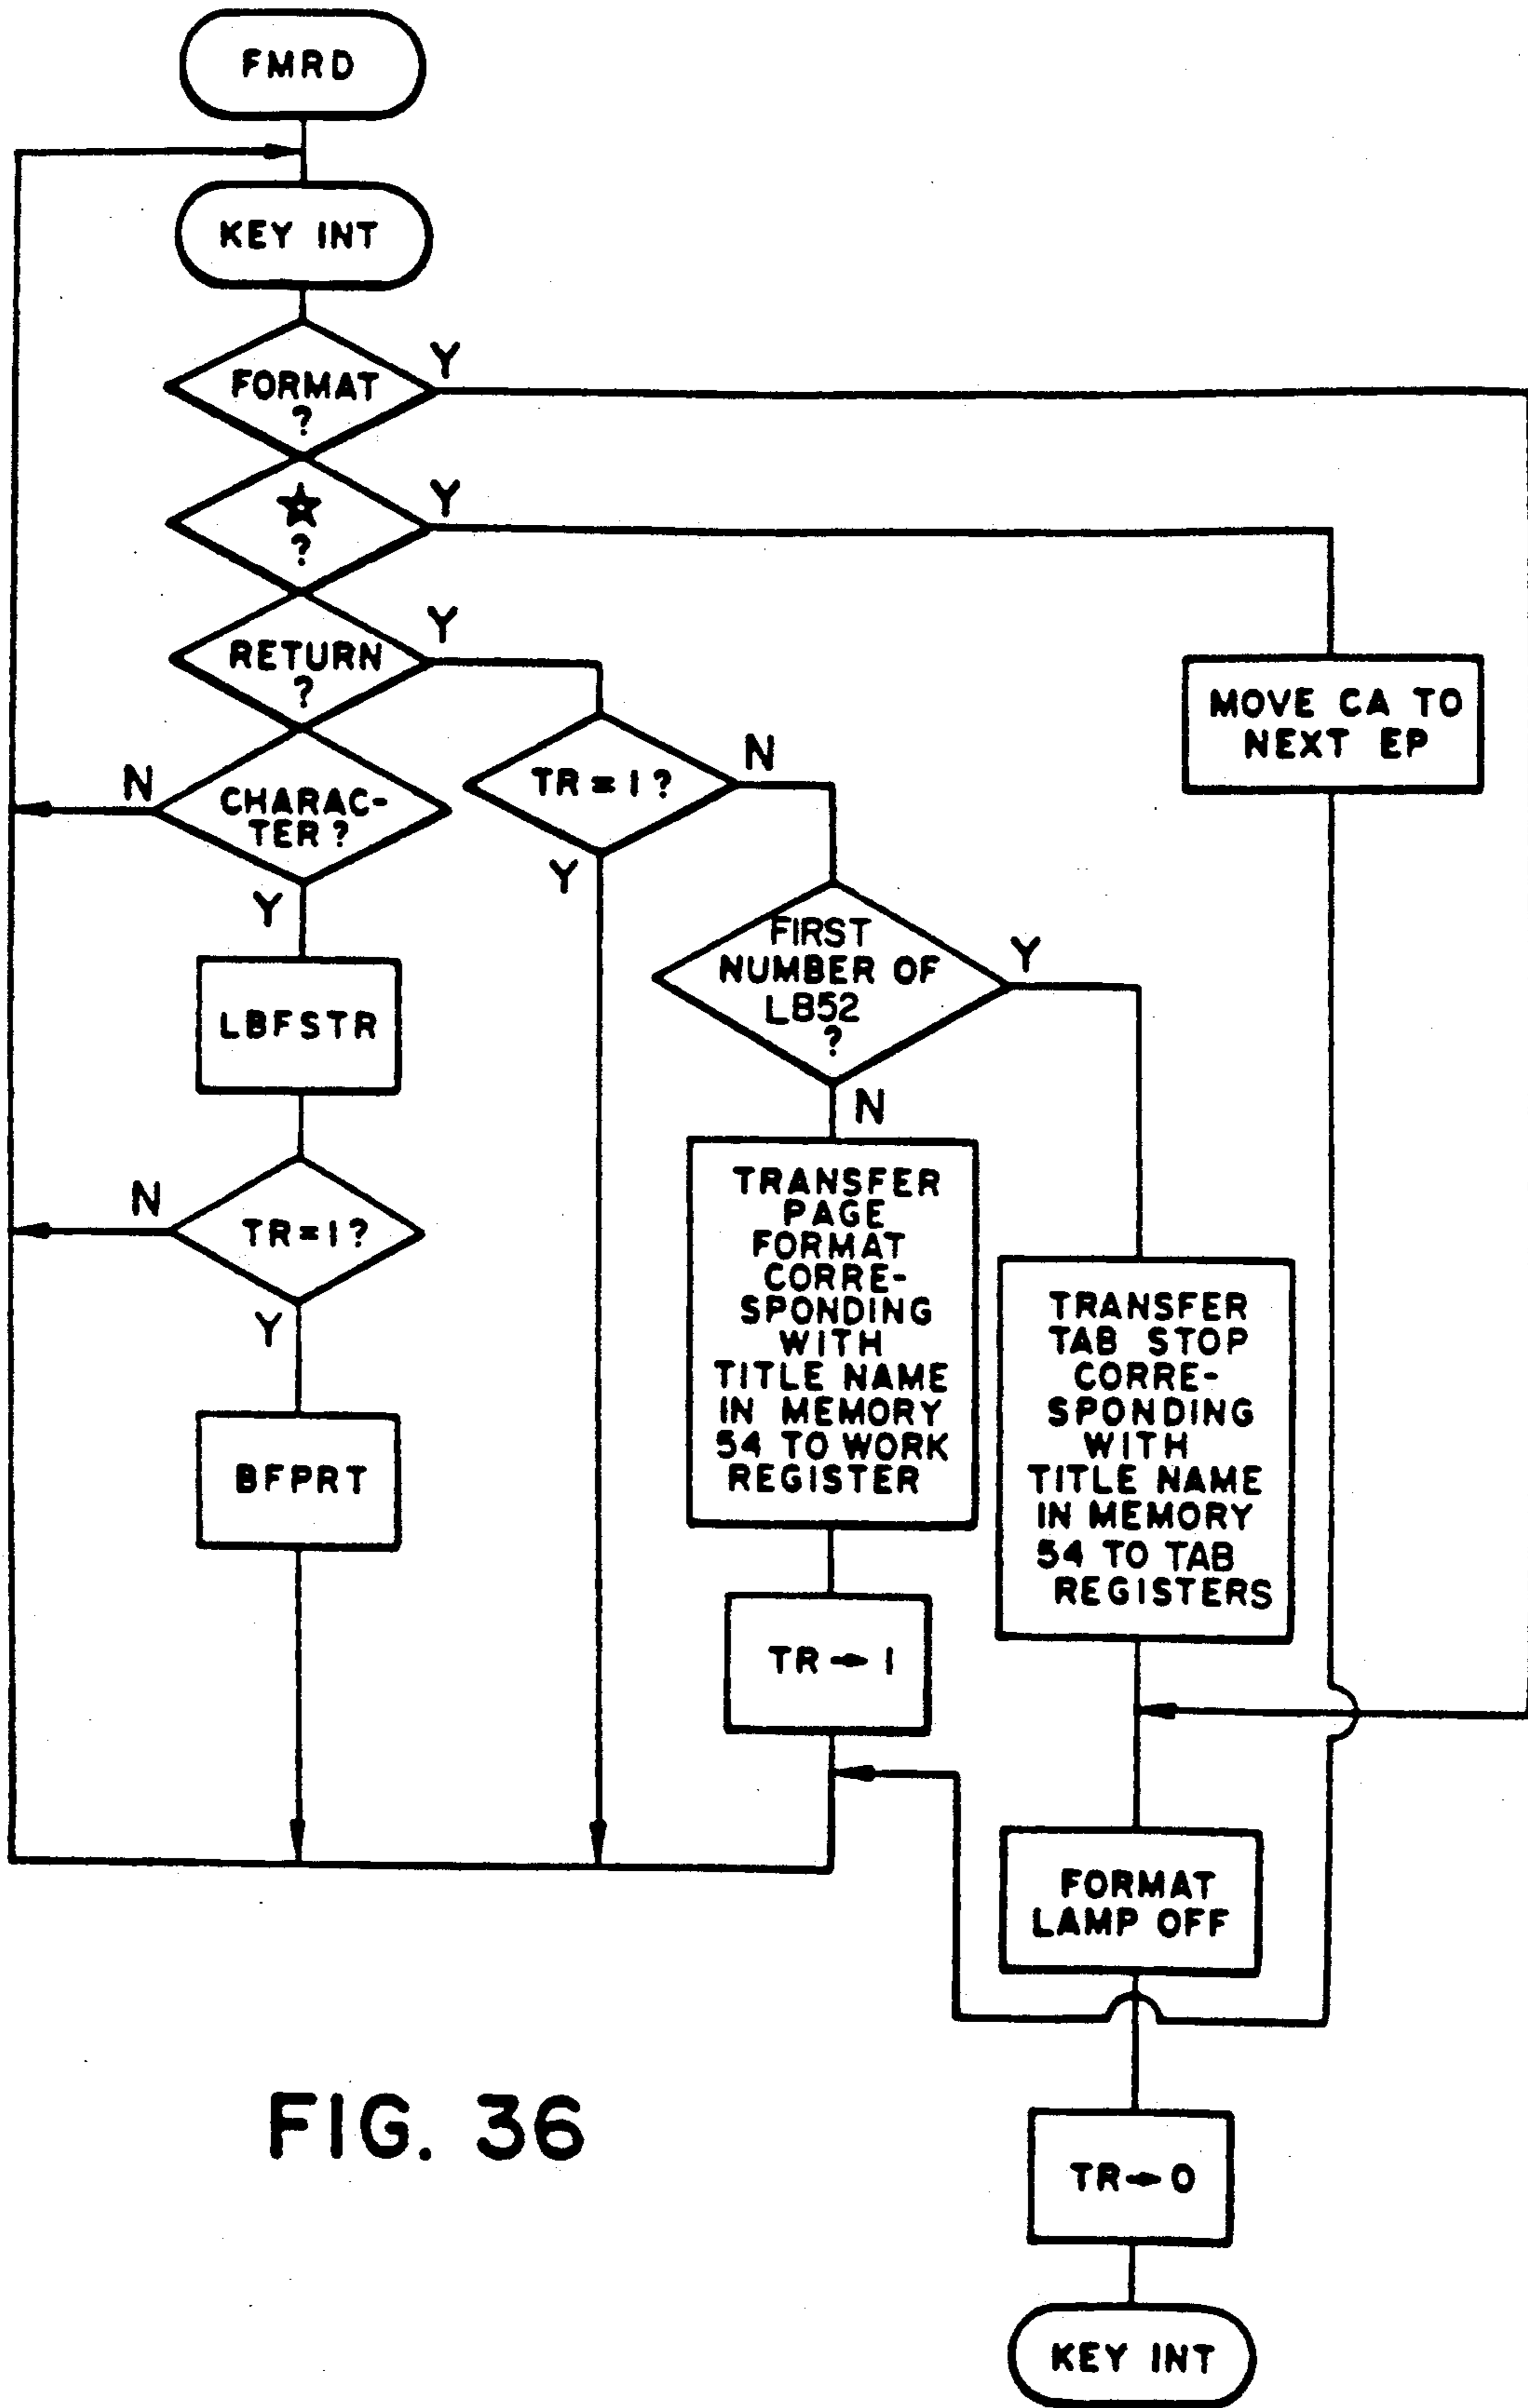 FMRD
KEY INT
FORMAT
?
Y
☆
?
Y
RETURN
?
Y
CHARAC-
TER?
N
Y
TR=1?
N
Y
FIRST
NUMBER OF
LB52
?
Y
N
MOVE CA TO
NEXT EP
LBFSTR
TR=1?
N
Y
BFPRT
TRANSFER
PAGE
FORMAT
CORRE-
SPONDING
WITH
TITLE NAME
IN MEMORY
54 TO WORK
REGISTER
TR→1
TRANSFER
TAB STOP
CORRE-
SPONDING
WITH
TITLE NAME
IN MEMORY
54 TO TAB
REGISTERS
FORMAT
LAMP OFF
TR→0
KEY INT
FIG. 36